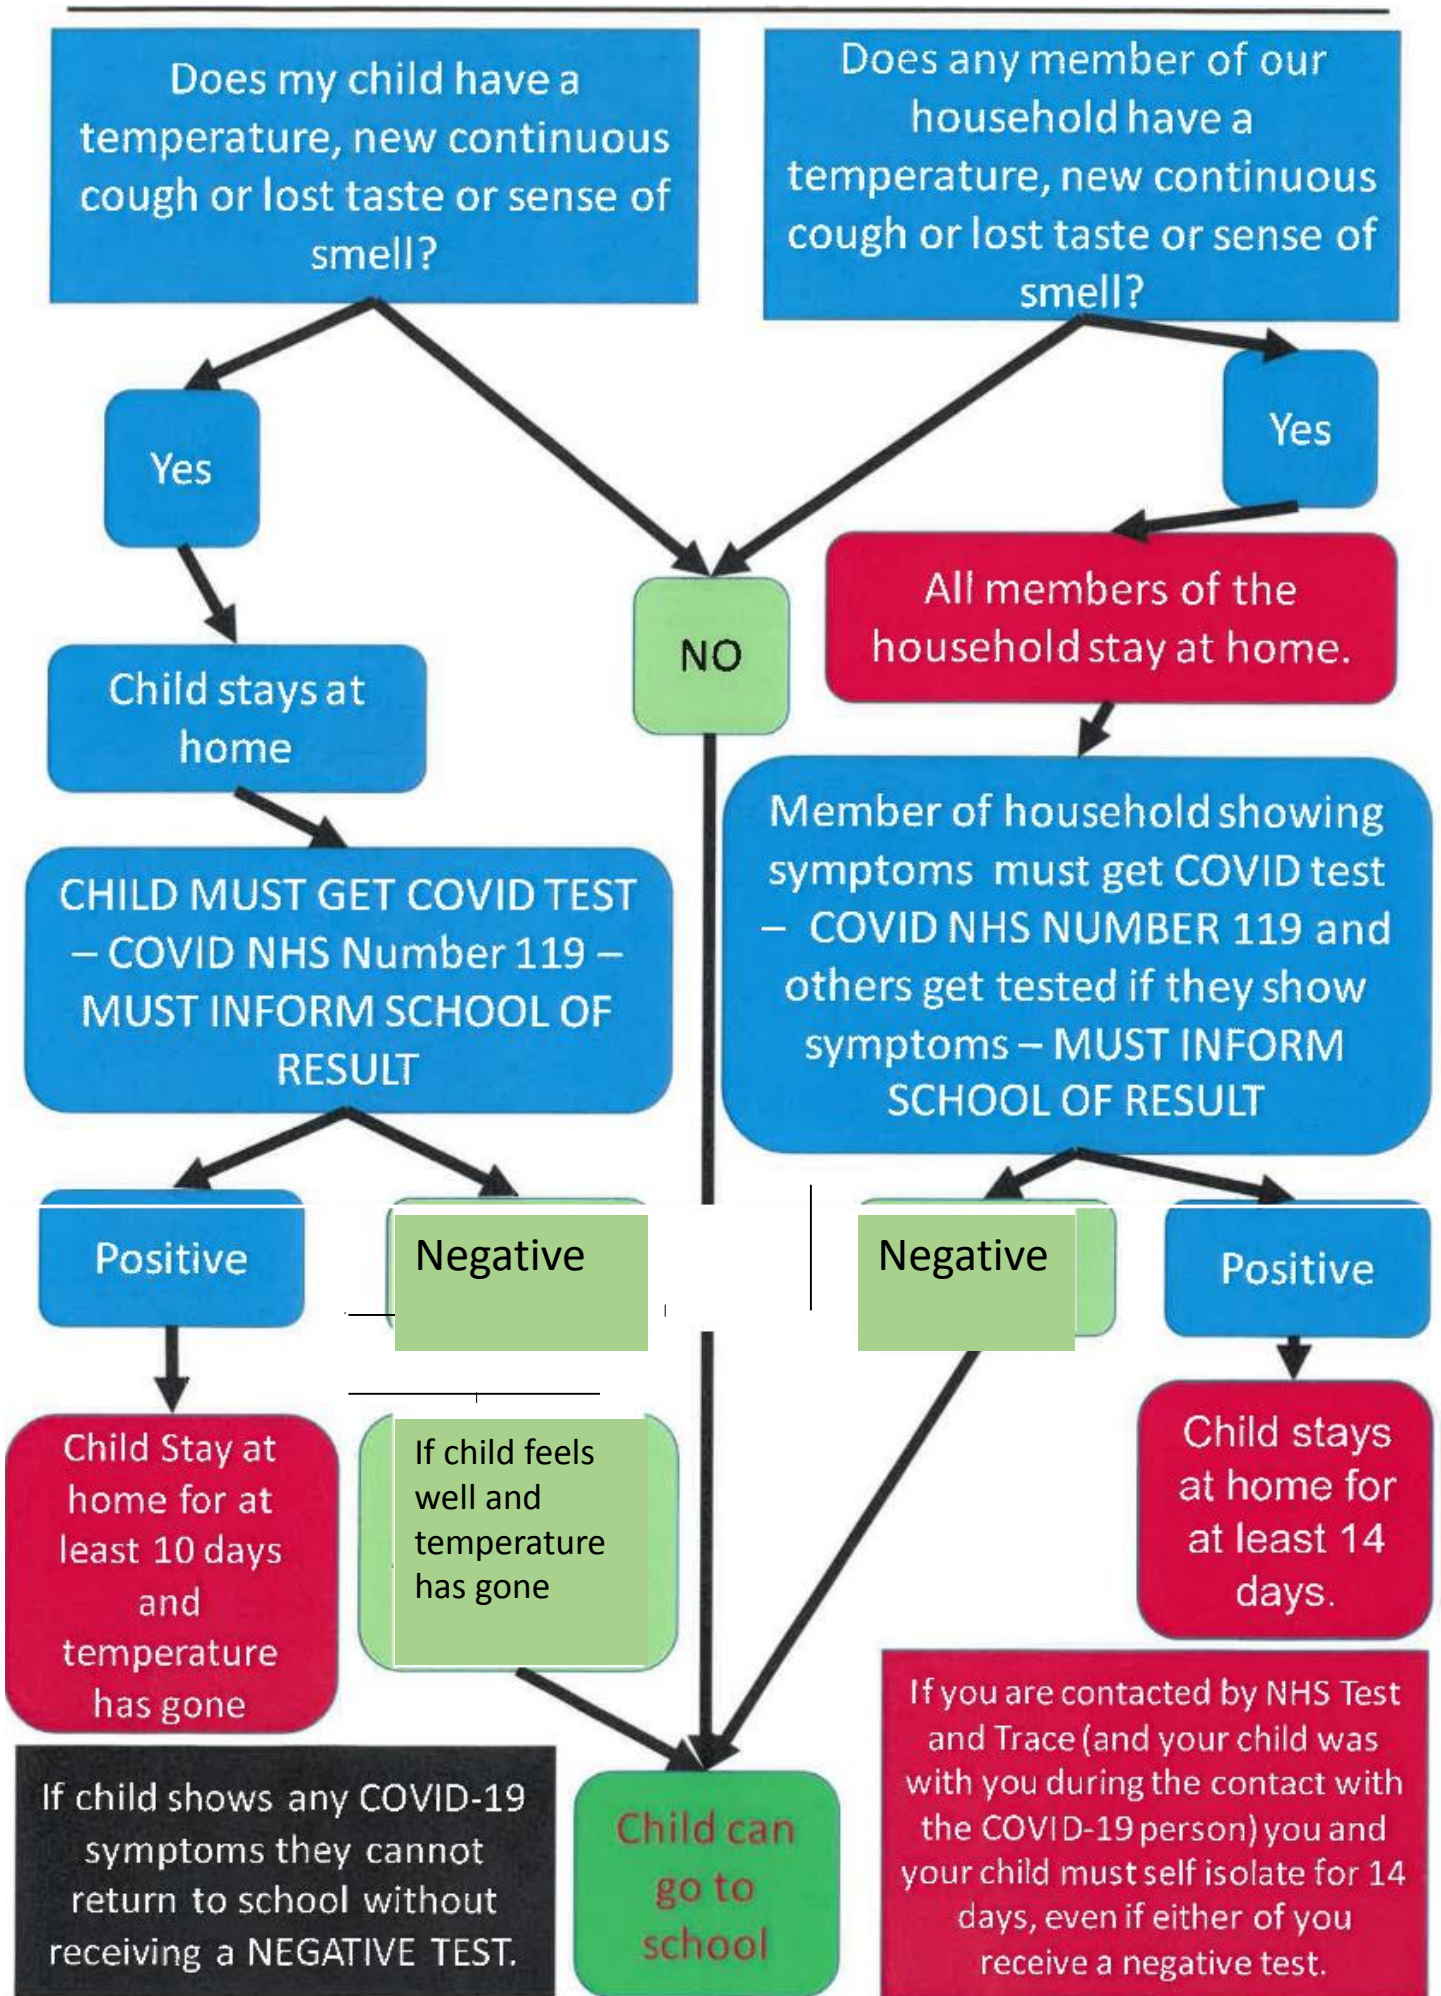 Does my child have a
temperature, new continuous
cough or lost taste or sense of
smell?
Does any member of our
household have a
temperature, new continuous
cough or lost taste or sense of
smell?
Yes
Yes
NO
All members of the
household stay at home.
Child stays at
home
CHILD MUST GET COVID TEST
– COVID NHS Number 119 –
MUST INFORM SCHOOL OF
RESULT
Member of household showing
symptoms must get COVID test
– COVID NHS NUMBER 119 and
others get tested if they show
symptoms – MUST INFORM
SCHOOL OF RESULT
Positive
Negative
Negative
Positive
Child Stay at
home for at
least 10 days
and
temperature
has gone
If child feels
well and
temperature
has gone
Child stays
at home for
at least 14
days.
If child shows any COVID-19
symptoms they cannot
return to school without
receiving a NEGATIVE TEST.
Child can
go to
school
If you are contacted by NHS Test
and Trace (and your child was
with you during the contact with
the COVID-19 person) you and
your child must self isolate for 14
days, even if either of you
receive a negative test.